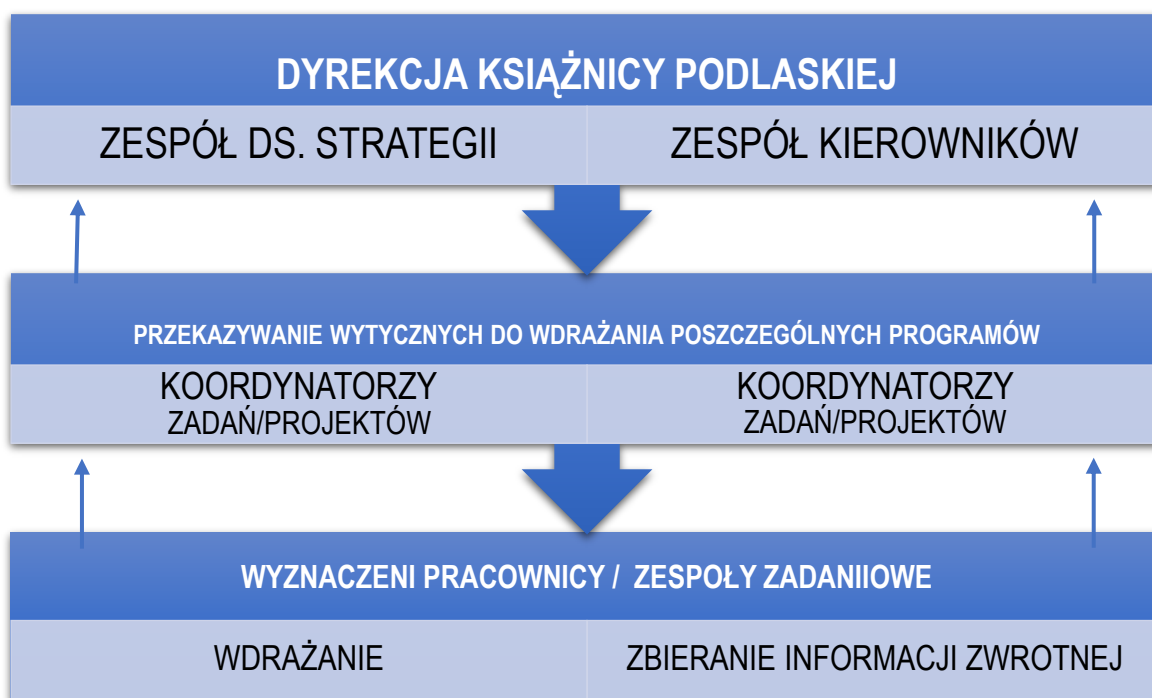 DYREKCJA KSIĄŻNICY PODLASKIEJ
ZESPÓŁ DS. STRATEGII
ZESPÓŁ KIEROWNIKÓW
PRZEKAZYWANIE WYTYCZNYCH DO WDRAŻANIA POSZCZEGÓLNYCH PROGRAMÓW
KOORDYNATORZY
ZADAŃ/PROJEKTÓW
KOORDYNATORZY
ZADAŃ/PROJEKTÓW
WYZNACZENI PRACOWNICY / ZESPOŁY ZADANIIOWE
WDRAŻANIE
ZBIERANIE INFORMACJI ZWROTNEJ